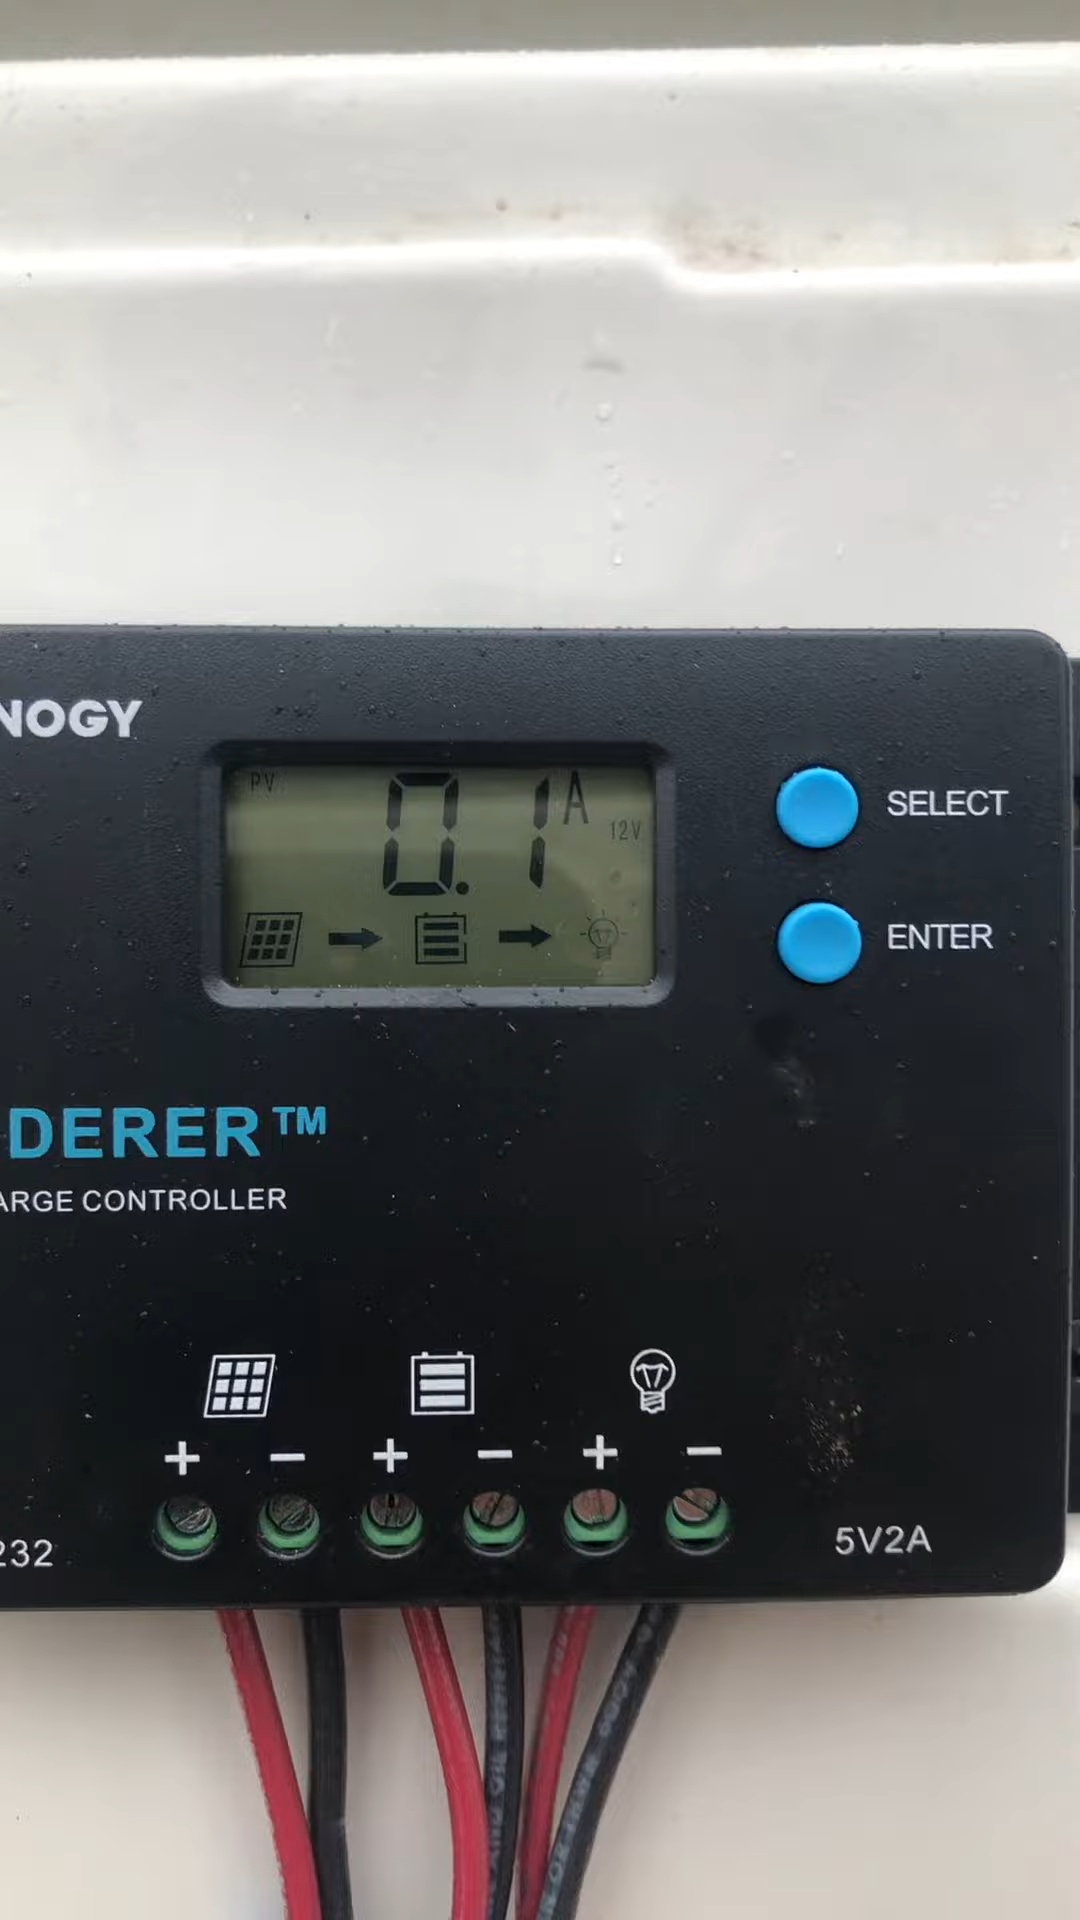 NOGY
PV
0.1 A
12V
SELECT
ENTER
DERER™
ARGE CONTROLLER
+ − + − + −
232
5V2A